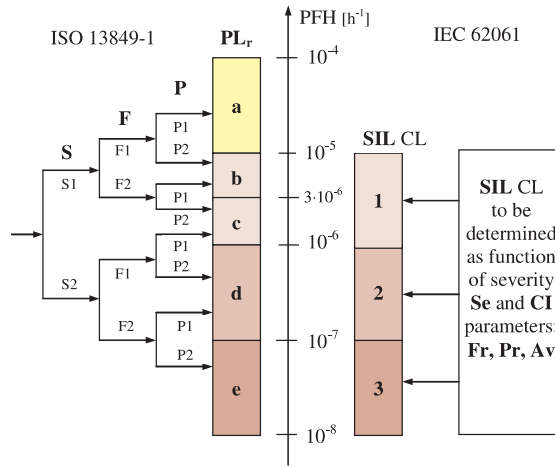 ISO 13849-1
PLr
PFH [h-1]
IEC 62061
10-4
P
a
F
P1
S
F1
P2
10-5
SIL CL
S1
F2
P1
P2
b
3·10-6
c
10-6
1
SIL CL
to be
determined
as function
of severity
Se and CI
parameters:
Fr, Pr, Av
P1
F1
P2
S2
d
2
F2
P1
10-7
P2
e
3
10-8